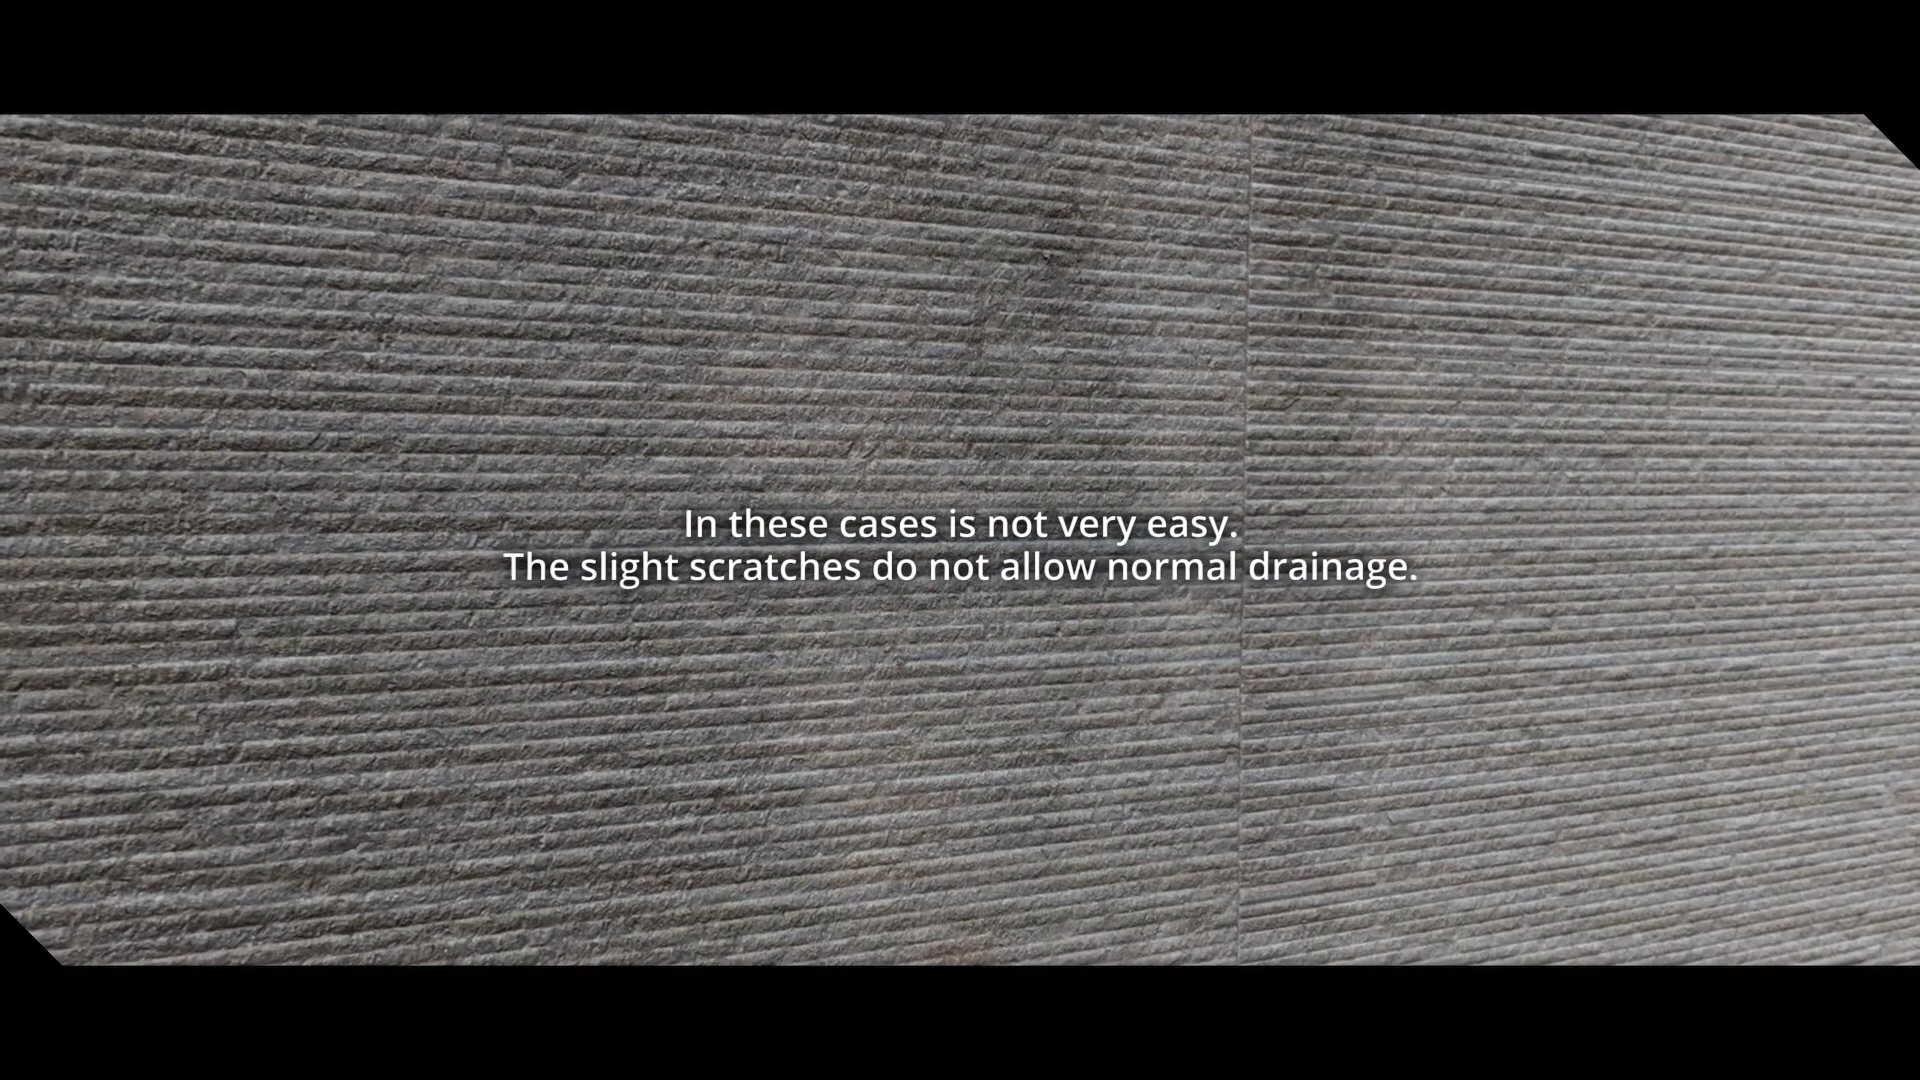 In these cases is not very easy.
The slight scratches do not allow normal drainage.